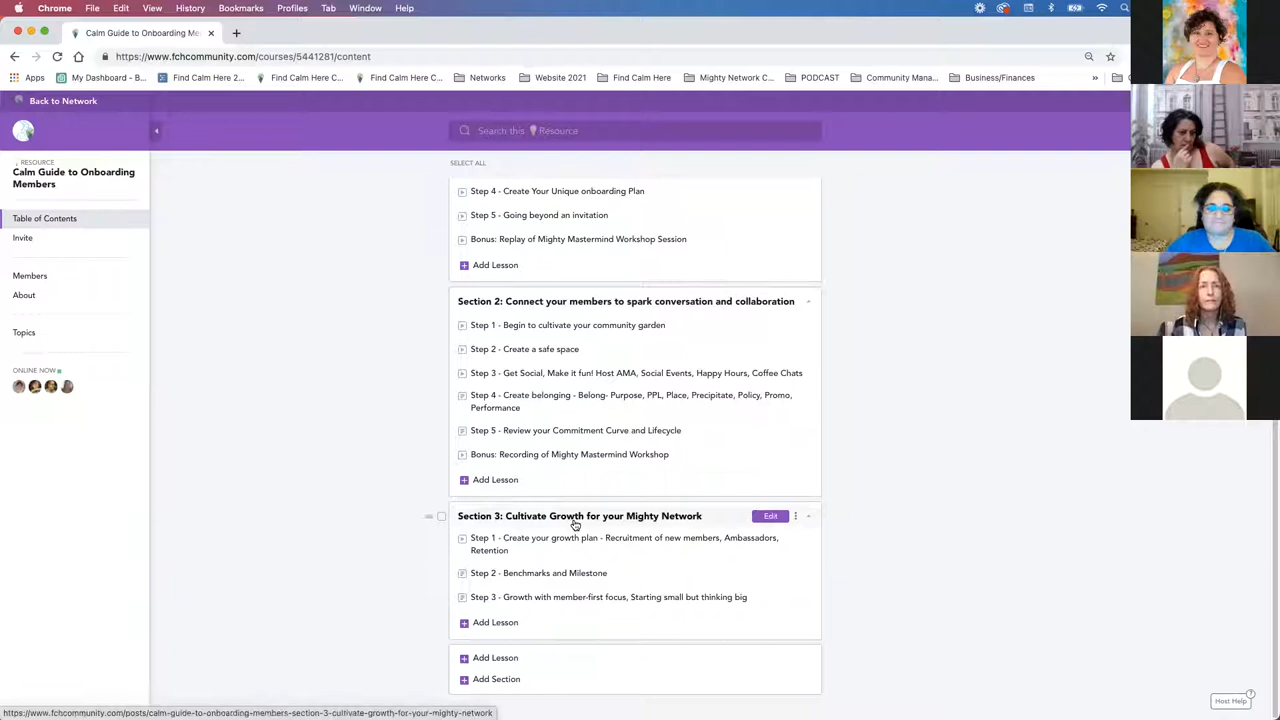 Chrome File Edit View History Bookmarks Profiles Tab Window Help
Calm Guide to Onboarding Me
https://www.fchcommunity.com/courses/5441281/content
Apps My Dashboard - B... Find Calm Here 2... Find Calm Here C... Find Calm Here C... Networks Website 2021 Find Calm Here Mighty Network C... PODCAST Community Mana... Business/Finances »
Back to Network
Search this 💡Resource
RESOURCE
Calm Guide to Onboarding
Members
Table of Contents
Invite
Members
About
Topics
ONLINE NOW
SELECT ALL
Step 4 - Create Your Unique onboarding Plan
Step 5 - Going beyond an invitation
Bonus: Replay of Mighty Mastermind Workshop Session
Add Lesson
Section 2: Connect your members to spark conversation and collaboration
Step 1 - Begin to cultivate your community garden
Step 2 - Create a safe space
Step 3 - Get Social, Make it fun! Host AMA, Social Events, Happy Hours, Coffee Chats
Step 4 - Create belonging - Belong- Purpose, PPL, Place, Precipitate, Policy, Promo,
Performance
Step 5 - Review your Commitment Curve and Lifecycle
Bonus: Recording of Mighty Mastermind Workshop
Add Lesson
Section 3: Cultivate Growth for your Mighty Network Edit
Step 1 - Create your growth plan - Recruitment of new members, Ambassadors,
Retention
Step 2 - Benchmarks and Milestone
Step 3 - Growth with member-first focus, Starting small but thinking big
Add Lesson
Add Lesson
Add Section
Host Help ?
https://www.fchcommunity.com/posts/calm-guide-to-onboarding-members-section-3-cultivate-growth-for-your-mighty-network